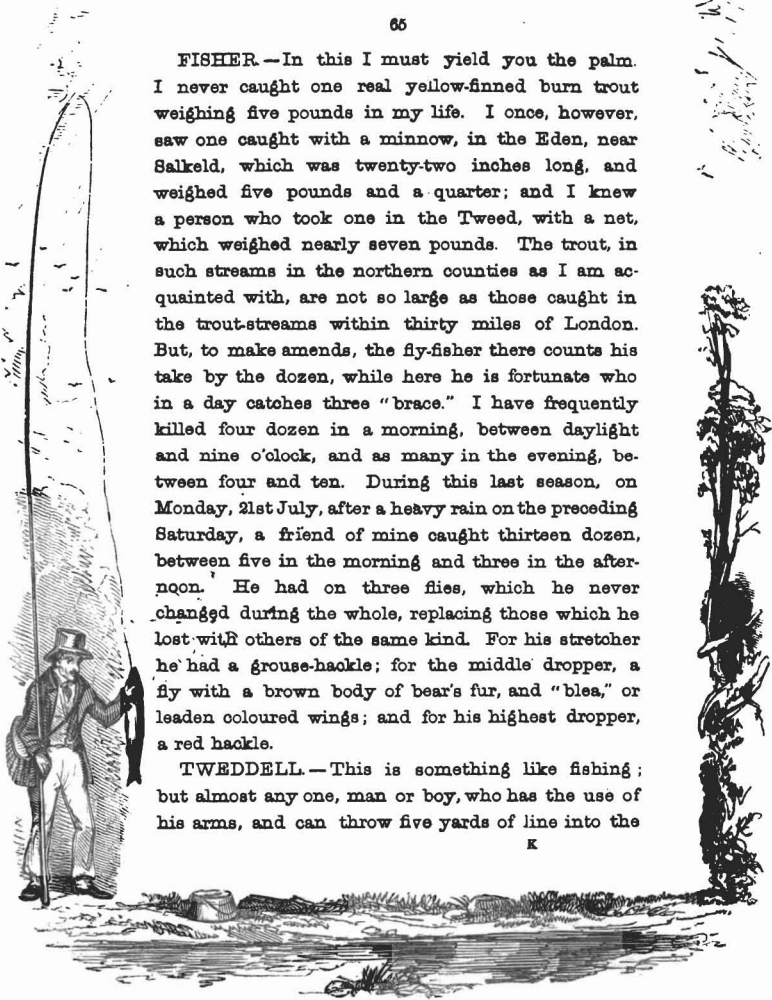 65
FISHER.—In this I must yield you the palm.
I never caught one real yellow-finned burn trout
weighing five pounds in my life. I once, however,
saw one caught with a minnow, in the Eden, near
Salkeld, which was twenty-two inches long, and
weighed five pounds and a quarter; and I knew
a person who took one in the Tweed, with a net,
which weighed nearly seven pounds. The trout, in
such streams in the northern counties as I am ac-
quainted with, are not so large as those caught in
the trout-streams within thirty miles of London.
But, to make amends, the fly-fisher there counts his
take by the dozen, while here he is fortunate who
in a day catches three "brace." I have frequently
killed four dozen in a morning, between daylight
and nine o'clock, and as many in the evening, be-
tween four and ten. During this last season, on
Monday, 21st July, after a heavy rain on the preceding
Saturday, a friend of mine caught thirteen dozen,
between five in the morning and three in the after-
noon. He had on three flies, which he never
changed during the whole, replacing those which he
lost with others of the same kind. For his stretcher
he had a grouse-hackle; for the middle dropper, a
fly with a brown body of bear's fur, and "blea," or
leaden coloured wings; and for his highest dropper,
a red hackle.
TWEDDELL.—This is something like fishing;
but almost any one, man or boy, who has the use of
his arms, and can throw five yards of line into the
K